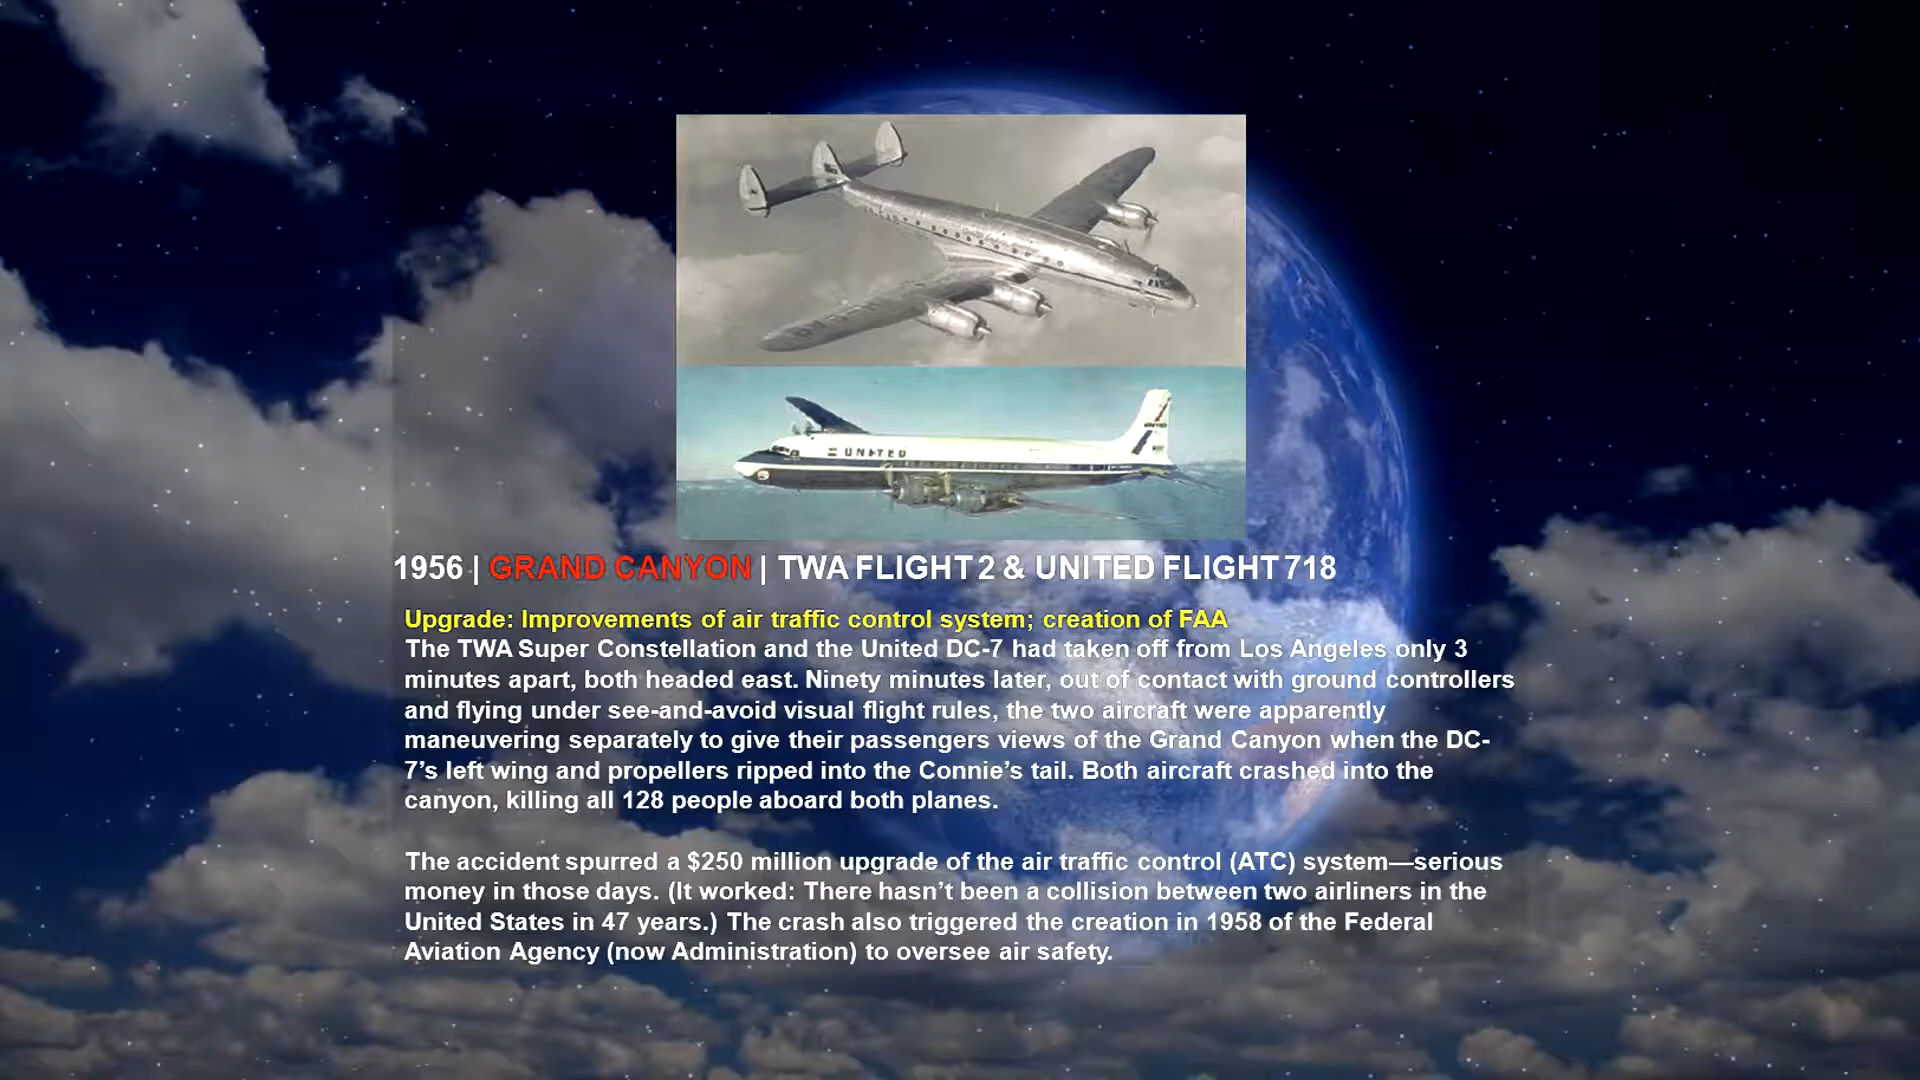 UNITED
1956 | GRAND CANYON | TWA FLIGHT 2 & UNITED FLIGHT 718
Upgrade: Improvements of air traffic control system; creation of FAA
The TWA Super Constellation and the United DC-7 had taken off from Los Angeles only 3
minutes apart, both headed east. Ninety minutes later, out of contact with ground controllers
and flying under see-and-avoid visual flight rules, the two aircraft were apparently
maneuvering separately to give their passengers views of the Grand Canyon when the DC-
7’s left wing and propellers ripped into the Connie’s tail. Both aircraft crashed into the
canyon, killing all 128 people aboard both planes.
The accident spurred a $250 million upgrade of the air traffic control (ATC) system—serious
money in those days. (It worked: There hasn’t been a collision between two airliners in the
United States in 47 years.) The crash also triggered the creation in 1958 of the Federal
Aviation Agency (now Administration) to oversee air safety.